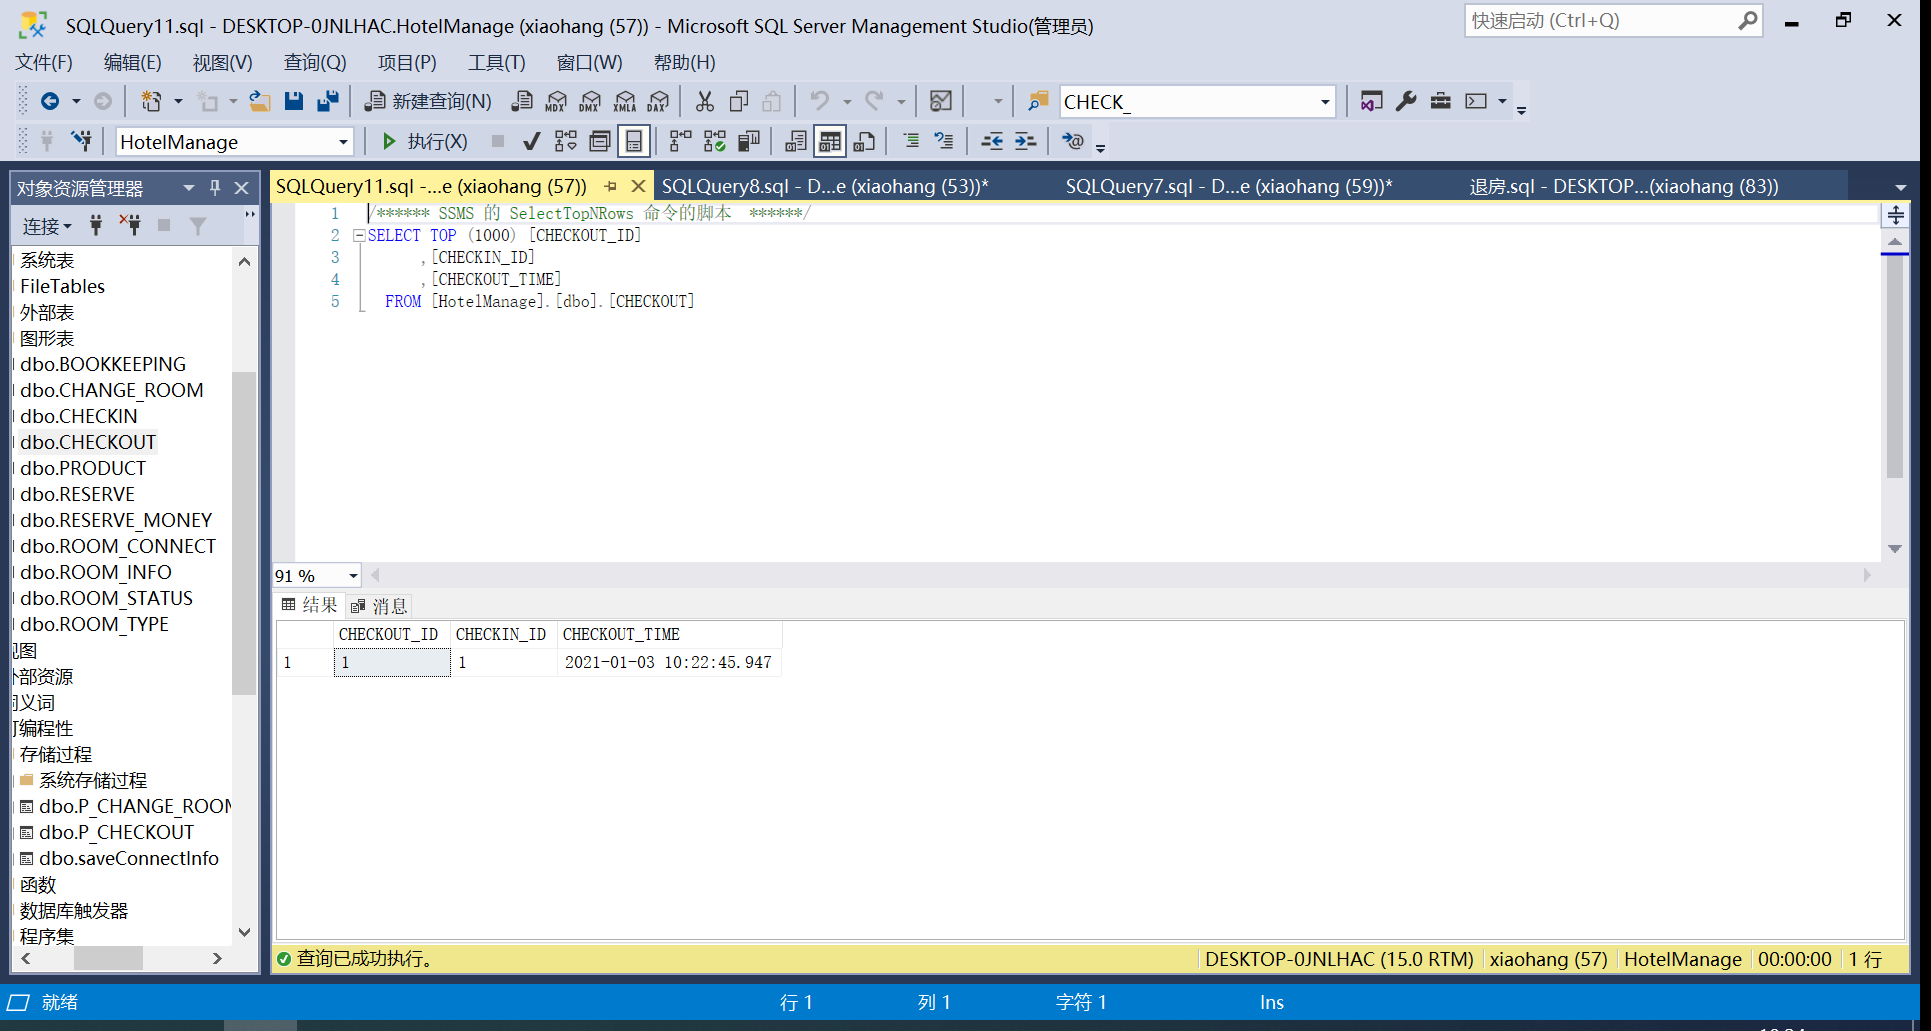 SQLQuery11.sql - DESKTOP-0JNLHAC.HotelManage (xiaohang (57)) - Microsoft SQL Server Management Studio(管理员)
快速启动 (Ctrl+Q)
文件(F) 编辑(E) 视图(V) 查询(Q) 项目(P) 工具(T) 窗口(W) 帮助(H)
新建查询(N) MDX DMX XMLA DAX CHECK_
HotelManage 执行(X)
对象资源管理器
连接
系统表
FileTables
外部表
图形表
dbo.BOOKKEEPING
dbo.CHANGE_ROOM
dbo.CHECKIN
dbo.CHECKOUT
dbo.PRODUCT
dbo.RESERVE
dbo.RESERVE_MONEY
dbo.ROOM_CONNECT
dbo.ROOM_INFO
dbo.ROOM_STATUS
dbo.ROOM_TYPE
视图
外部资源
同义词
可编程性
存储过程
系统存储过程
dbo.P_CHANGE_ROOM
dbo.P_CHECKOUT
dbo.saveConnectInfo
函数
数据库触发器
程序集
SQLQuery11.sql -...e (xiaohang (57)) SQLQuery8.sql - D...e (xiaohang (53))* SQLQuery7.sql - D...e (xiaohang (59))* 退房.sql - DESKTOP...(xiaohang (83))
1 /****** SSMS 的 SelectTopNRows 命令的脚本 ******/
2 SELECT TOP (1000) [CHECKOUT_ID]
3 ,[CHECKIN_ID]
4 ,[CHECKOUT_TIME]
5 FROM [HotelManage].[dbo].[CHECKOUT]
91 %
结果 消息
CHECKOUT_ID CHECKIN_ID CHECKOUT_TIME
1 1 1 2021-01-03 10:22:45.947
查询已成功执行。 DESKTOP-0JNLHAC (15.0 RTM) xiaohang (57) HotelManage 00:00:00 1 行
就绪 行 1 列 1 字符 1 Ins